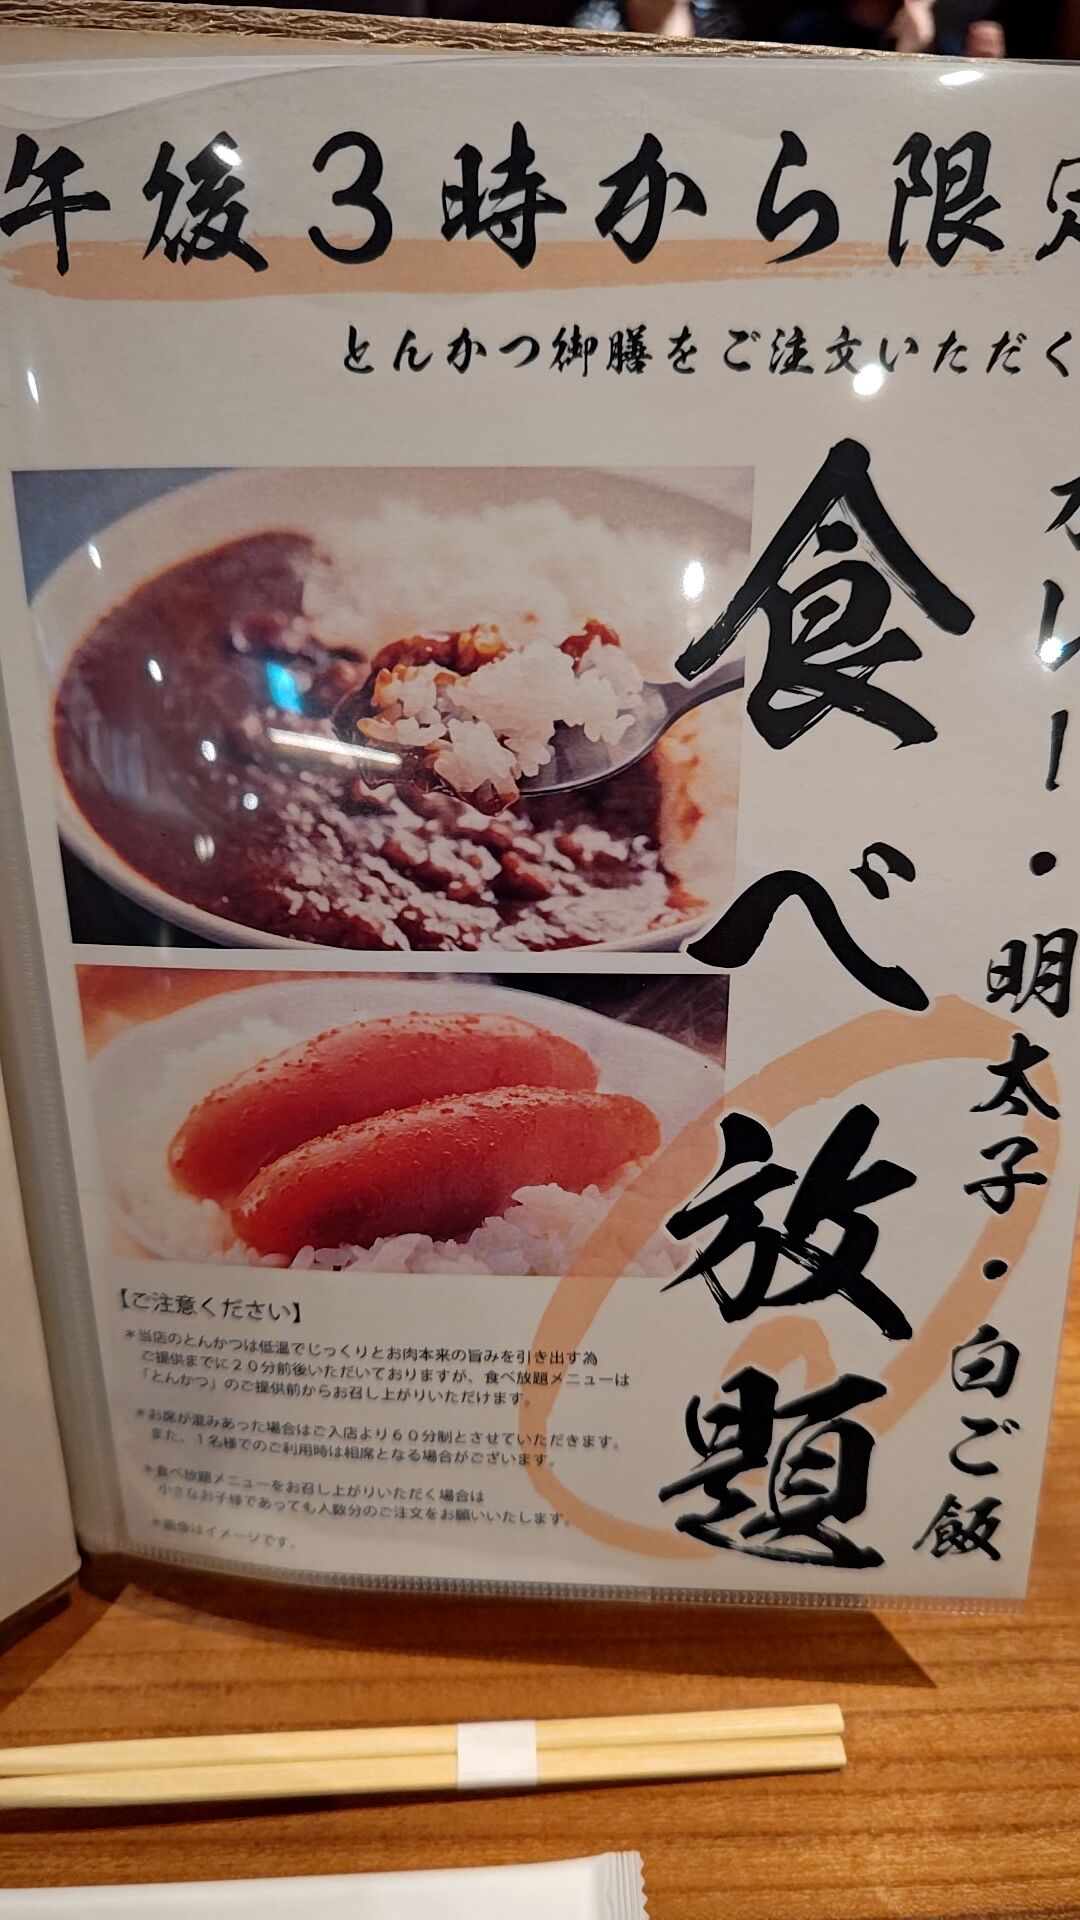 午後3時から限定
とんかつ御膳をご注文いただく
カレー・明太子・白ご飯
食べ放題
【ご注意ください】
*当店のとんかつは低温でじっくりとお肉本来の旨みを引き出す為
ご提供までに20分前後いただいておりますが、食べ放題メニューは
「とんかつ」のご提供前からお召し上がりいただけます。
*お席が混みあった場合はご入店より60分制とさせていただきます。
また、1名様でのご利用時は相席となる場合がございます。
*食べ放題メニューをお召し上がりいただく場合は
小さなお子様であっても人数分のご注文をお願いいたします。
*画像はイメージです。